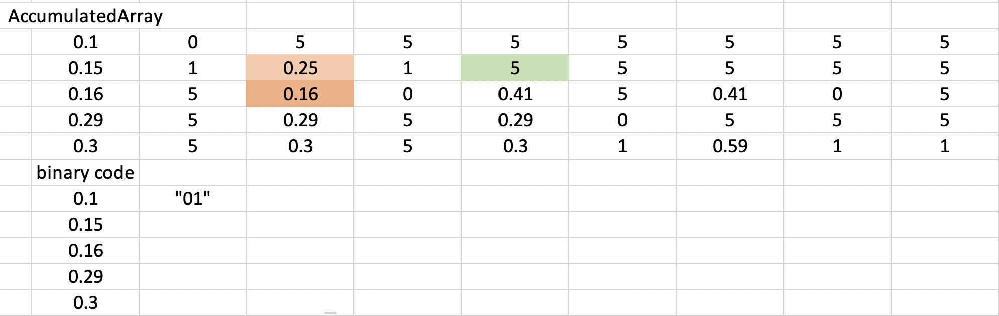 AccumulatedArray
0.1 0 5 5 5 5 5 5 5
0.15 1 0.25 1 5 5 5 5 5
0.16 5 0.16 0 0.41 5 0.41 0 5
0.29 5 0.29 5 0.29 0 5 5 5
0.3 5 0.3 5 0.3 1 0.59 1 1
binary code
0.1 "01"
0.15
0.16
0.29
0.3